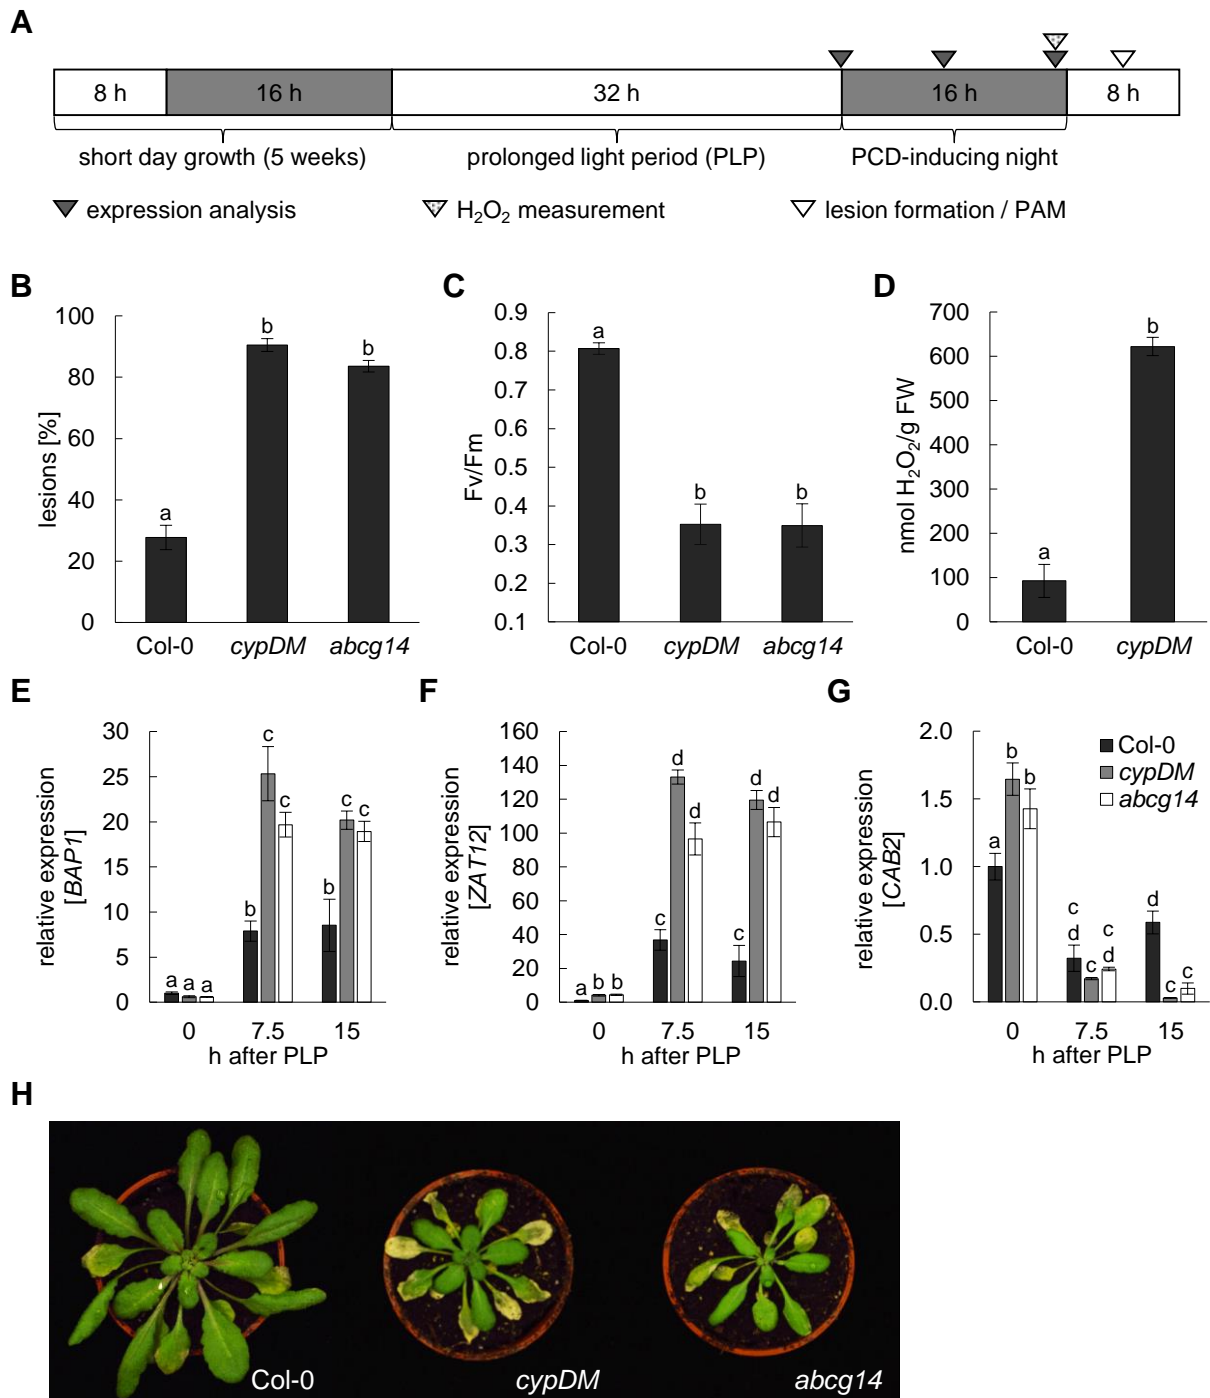 A
8 h 16 h 32 h 16 h 8 h
short day growth (5 weeks) prolonged light period (PLP) PCD-inducing night
expression analysis H₂O₂ measurement lesion formation / PAM
B
lesions [%]
100
80
60
40
20
0
a b b
Col-0 cypDM abcg14
C
Fv/Fm
0.9
0.8
0.7
0.6
0.5
0.4
0.3
0.2
0.1
a b b
Col-0 cypDM abcg14
D
nmol H₂O₂/g FW
700
600
500
400
300
200
100
0
a b
Col-0 cypDM
E
relative expression
[BAP1]
30
25
20
15
10
5
0
a a a b c c b c c
0 7.5 15
h after PLP
F
relative expression
[ZAT12]
160
140
120
100
80
60
40
20
0
a b b c d d c d d
0 7.5 15
h after PLP
G
relative expression
[CAB2]
2.0
1.5
1.0
0.5
0.0
a b b c d c c d d c c
0 7.5 15
h after PLP
Col-0
cypDM
abcg14
H
Col-0 cypDM abcg14